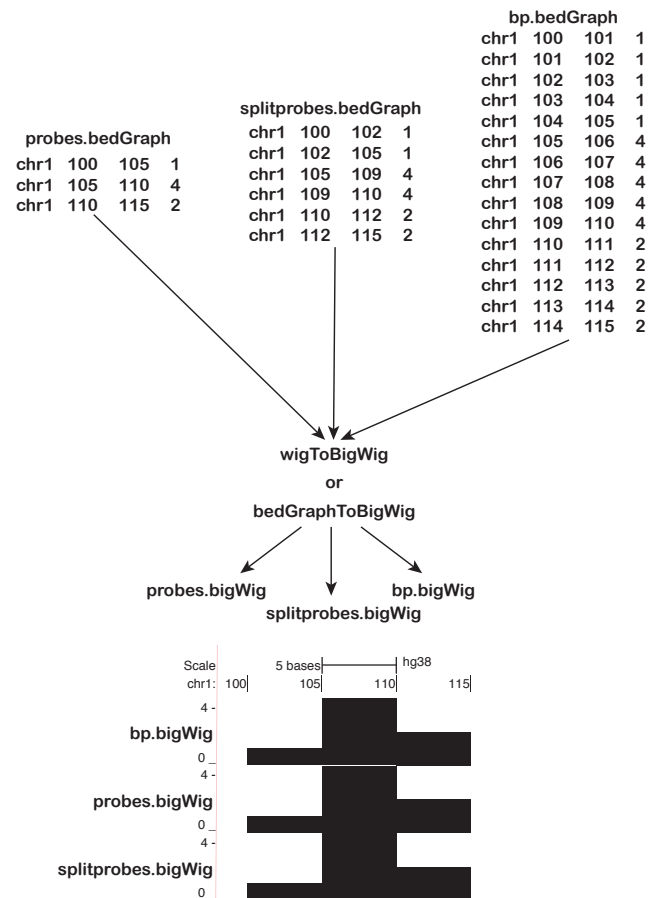 bp.bedGraph
chr1 100 101 1
chr1 101 102 1
chr1 102 103 1
chr1 103 104 1
chr1 104 105 1
chr1 105 106 4
chr1 106 107 4
chr1 107 108 4
chr1 108 109 4
chr1 109 110 4
chr1 110 111 2
chr1 111 112 2
chr1 112 113 2
chr1 113 114 2
chr1 114 115 2
splitprobes.bedGraph
chr1 100 102 1
chr1 102 105 1
chr1 105 109 4
chr1 109 110 4
chr1 110 112 2
chr1 112 115 2
probes.bedGraph
chr1 100 105 1
chr1 105 110 4
chr1 110 115 2
wigToBigWig
or
bedGraphToBigWig
probes.bigWig
bp.bigWig
splitprobes.bigWig
Scale 5 bases hg38
chr1: 100 105 110 115
4 -
bp.bigWig
0 _
4 -
probes.bigWig
0 _
4 -
splitprobes.bigWig
0